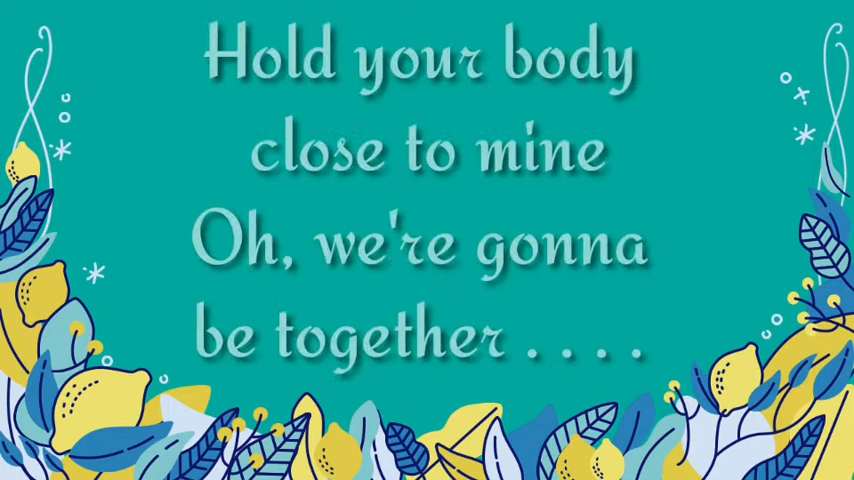 Hold your body
close to mine
Oh, we're gonna
be together . . . .